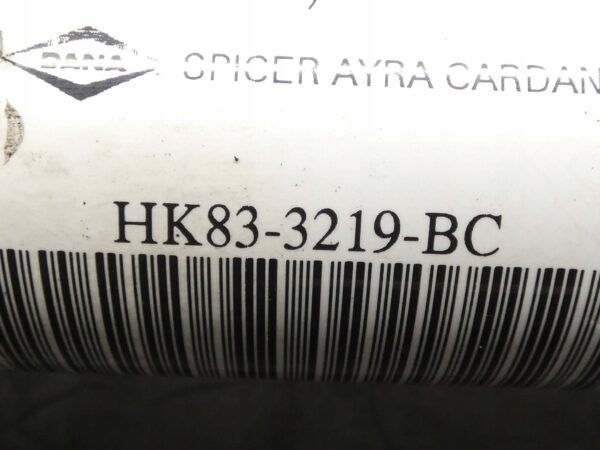 DANA SPICER AYRA CARDAN
HK83-3219-BC